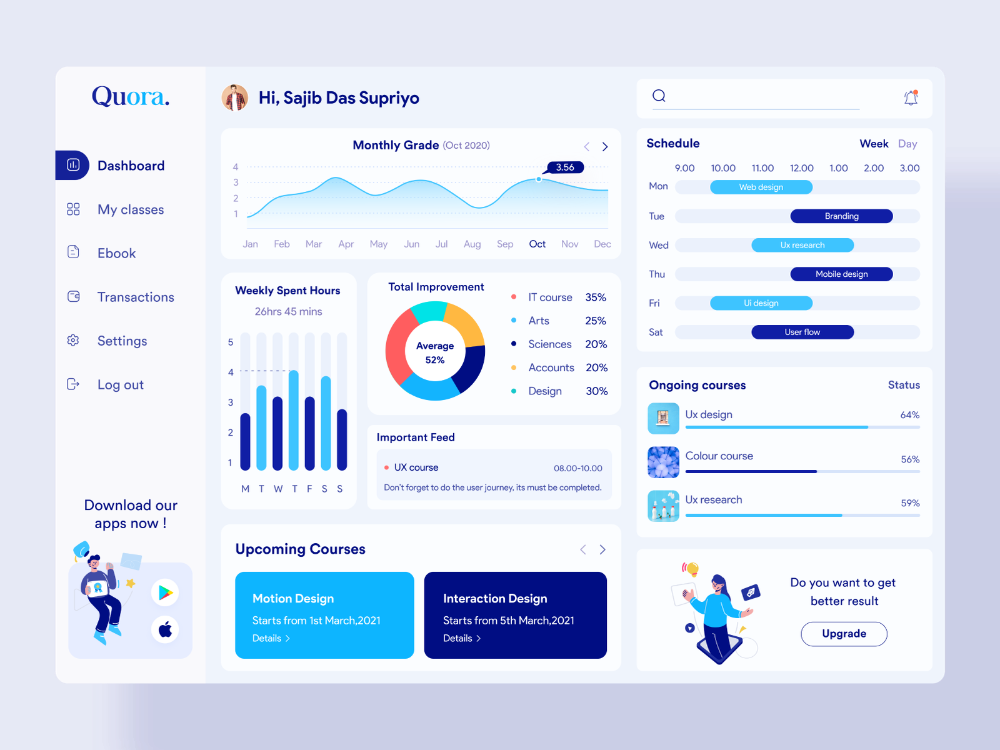 Quora.
Dashboard
My classes
Ebook
Transactions
Settings
Log out
Download our
apps now !
Hi, Sajib Das Supriyo
Monthly Grade (Oct 2020)
4
3
2
1
3.56
Jan Feb Mar Apr May Jun Jul Aug Sep Oct Nov Dec
Weekly Spent Hours
26hrs 45 mins
5
4
3
2
1
M T W T F S S
Total Improvement
Average
52%
IT course 35%
Arts 25%
Sciences 20%
Accounts 20%
Design 30%
Important Feed
UX course 08.00-10.00
Don't forget to do the user journey, its must be completed.
Upcoming Courses
Motion Design
Starts from 1st March,2021
Details
Interaction Design
Starts from 5th March,2021
Details
Schedule Week Day
9.00 10.00 11.00 12.00 1.00 2.00 3.00
Mon Web design
Tue Branding
Wed Ux research
Thu Mobile design
Fri Ui design
Sat User flow
Ongoing courses Status
Ux design 64%
Colour course 56%
Ux research 59%
Do you want to get
better result
Upgrade